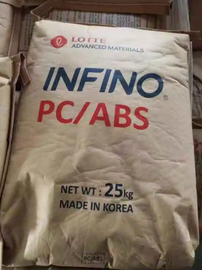 LOTTE
ADVANCED MATERIALS
INFINO®
PC/ABS
NET WT : 25kg
MADE IN KOREA